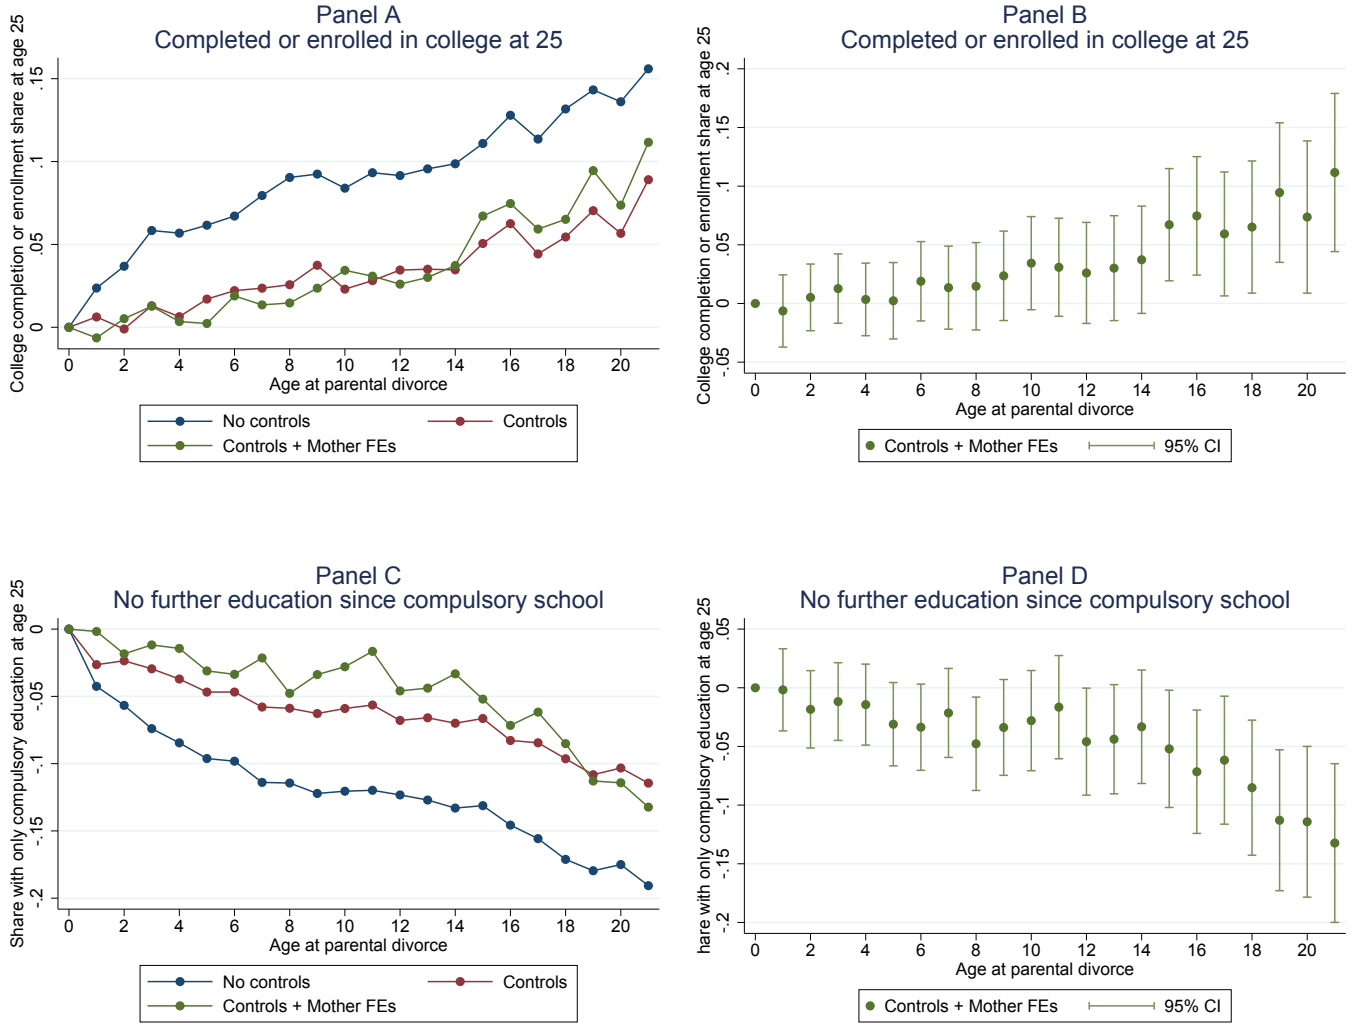 Panel A
Completed or enrolled in college at 25
College completion or enrollment share at age 25
.15
.1
.05
0
0 2 4 6 8 10 12 14 16 18 20
Age at parental divorce
No controls Controls
Controls + Mother FEs
Panel B
Completed or enrolled in college at 25
College completion or enrollment share at age 25
.2
.15
.1
.05
0
-.05
0 2 4 6 8 10 12 14 16 18 20
Age at parental divorce
Controls + Mother FEs 95% CI
Panel C
No further education since compulsory school
Share with only compulsory education at age 25
0
-.05
-.1
-.15
-.2
0 2 4 6 8 10 12 14 16 18 20
Age at parental divorce
No controls Controls
Controls + Mother FEs
Panel D
No further education since compulsory school
hare with only compulsory education at age 25
.05
0
-.05
-.1
-.15
-.2
0 2 4 6 8 10 12 14 16 18 20
Age at parental divorce
Controls + Mother FEs 95% CI